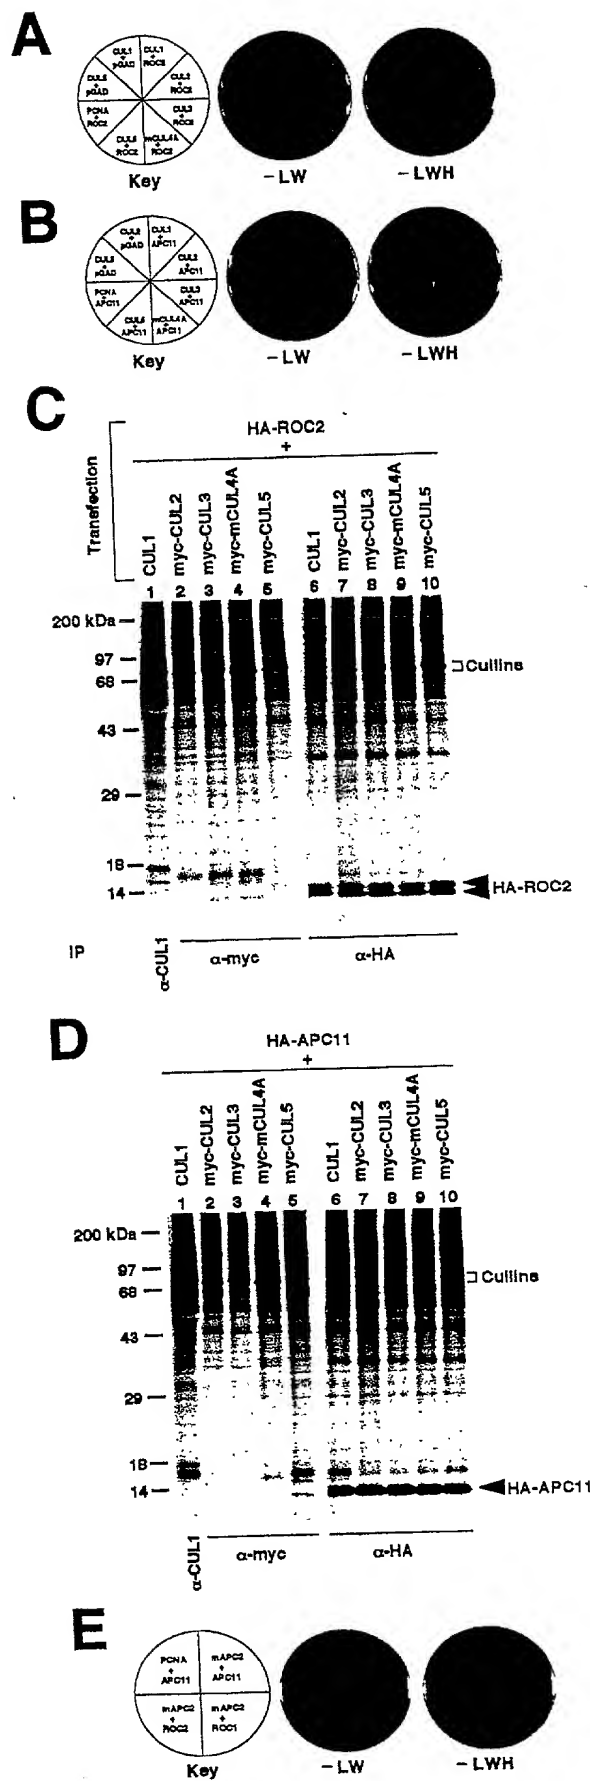 A
CUL1 + pGAD
CUL1 + ROC2
CUL2 + ROC2
CUL3 + ROC2
mCUL4A + ROC2
CUL5 + ROC2
PCNA + ROC2
CUL5 + pGAD
Key
-LW
-LWH
B
CUL2 + pGAD
CUL1 + APC11
CUL2 + APC11
CUL3 + APC11
mCUL4A + APC11
CUL5 + APC11
PCNA + APC11
CUL5 + pGAD
Key
-LW
-LWH
C
Transfection
HA-ROC2
+
CUL1
myc-CUL2
myc-CUL3
myc-mCUL4A
myc-CUL5
CUL1
myc-CUL2
myc-CUL3
myc-mCUL4A
myc-CUL5
1 2 3 4 5 6 7 8 9 10
200 kDa
97
68
43
29
18
14
Cullins
HA-ROC2
IP
α-CUL1
α-myc
α-HA
D
HA-APC11
+
CUL1
myc-CUL2
myc-CUL3
myc-mCUL4A
myc-CUL5
CUL1
myc-CUL2
myc-CUL3
myc-mCUL4A
myc-CUL5
1 2 3 4 5 6 7 8 9 10
200 kDa
97
68
43
29
18
14
Cullins
HA-APC11
α-CUL1
α-myc
α-HA
E
PCNA + APC11
mAPC2 + APC11
mAPC2 + ROC2
mAPC2 + ROC1
Key
-LW
-LWH